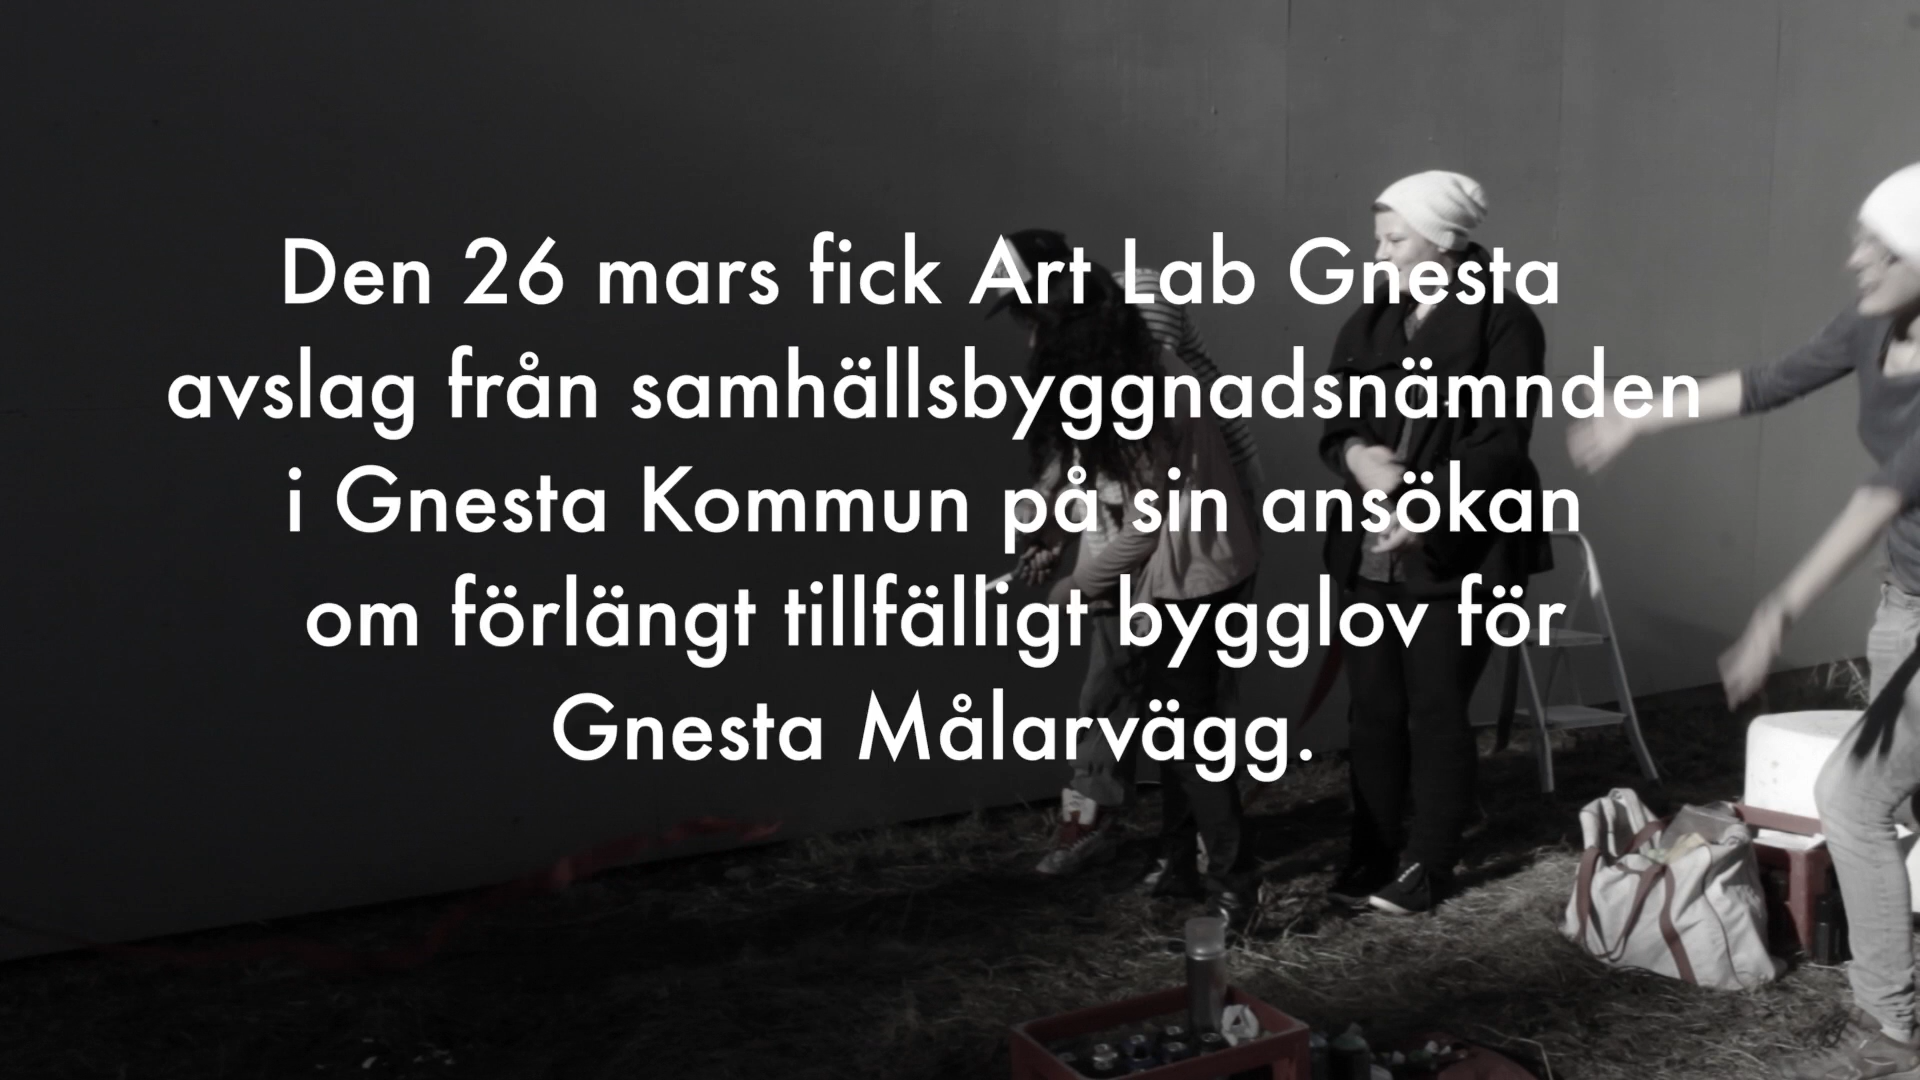 Den 26 mars fick Art Lab Gnesta
avslag från samhällsbyggnadsnämnden
i Gnesta Kommun på sin ansökan
om förlängt tillfälligt bygglov för
Gnesta Målarvägg.